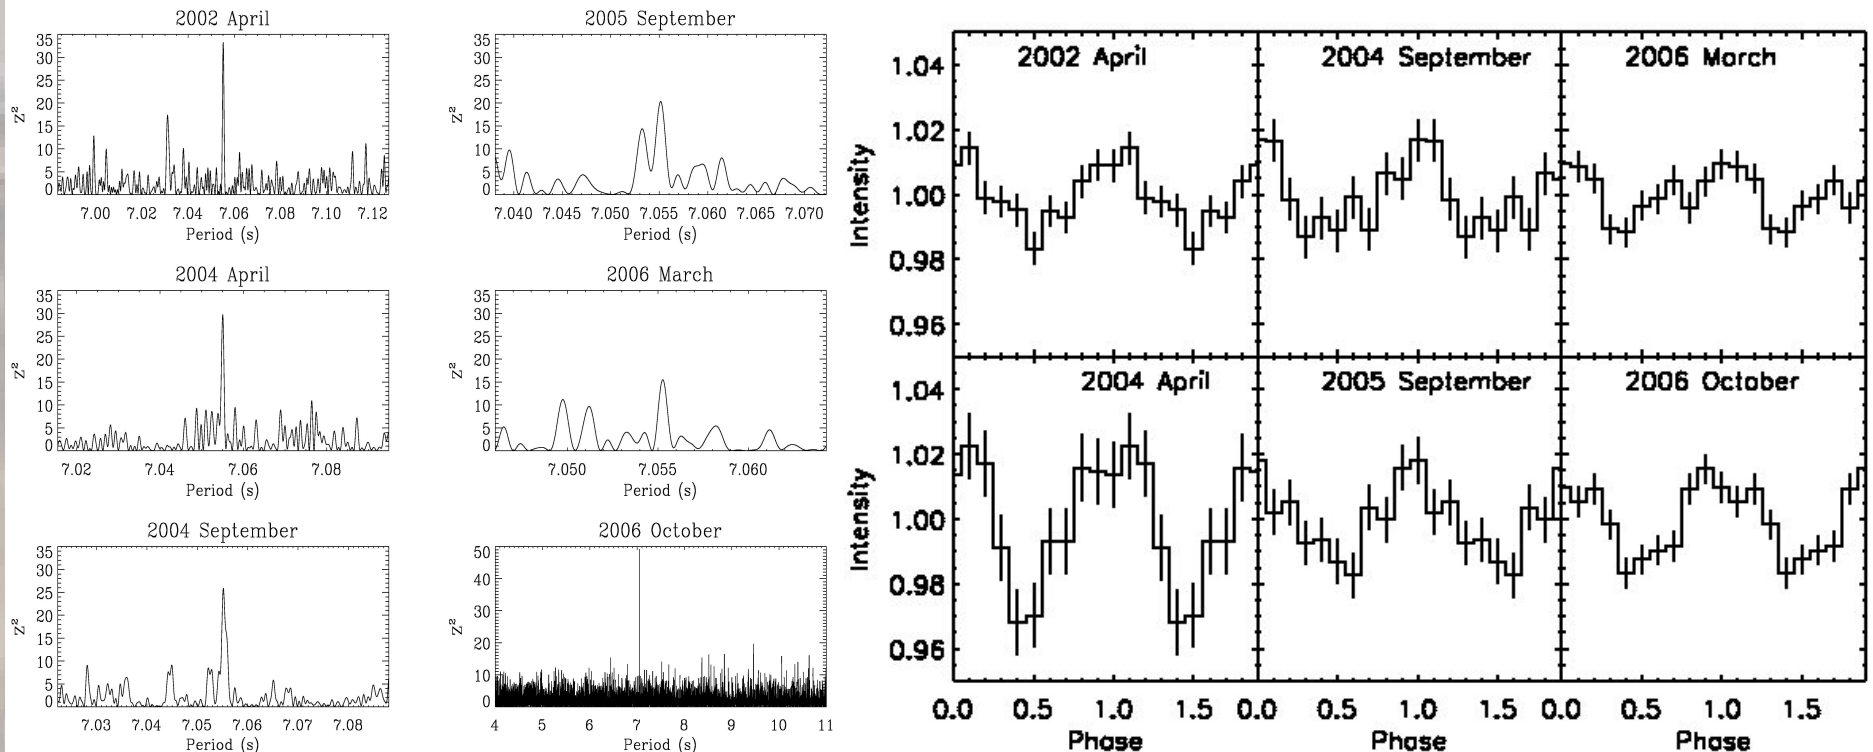 2002 April
35
30
25
20
15
10
5
0
Z²
7.00 7.02 7.04 7.06 7.08 7.10 7.12
Period (s)
2005 September
35
30
25
20
15
10
5
0
Z²
7.040 7.045 7.050 7.055 7.060 7.065 7.070
Period (s)
2004 April
35
30
25
20
15
10
5
0
Z²
7.02 7.04 7.06 7.08
Period (s)
2006 March
35
30
25
20
15
10
5
0
Z²
7.050 7.055 7.060
Period (s)
2004 September
35
30
25
20
15
10
5
0
Z²
7.03 7.04 7.05 7.06 7.07 7.08
Period (s)
2006 October
50
40
30
20
10
0
Z²
4 5 6 7 8 9 10 11
Period (s)
2002 April 2004 September 2006 March
1.04
1.02
1.00
0.98
0.96
Intensity
2004 April 2005 September 2006 October
1.04
1.02
1.00
0.98
0.96
Intensity
0.0 0.5 1.0 1.5 0.0 0.5 1.0 1.5 0.0 0.5 1.0 1.5
Phase Phase Phase